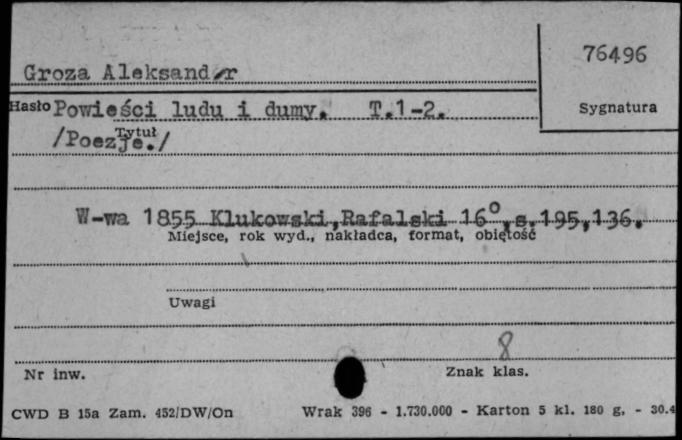 76496
Groza Aleksander
Hasło Powieści ludu i dumy. T.1-2.
Sygnatura
Tytuł
/Poezje./
W-wa 1855 Klukowski,Rafalski 16°,s.195,136.
Miejsce, rok wyd., nakładca, format, objętość
Uwagi
8
Nr inw. Znak klas.
CWD B 15a Zam. 452/DW/On Wrak 396 - 1.730.000 - Karton 5 kl. 180 g. - 30.4